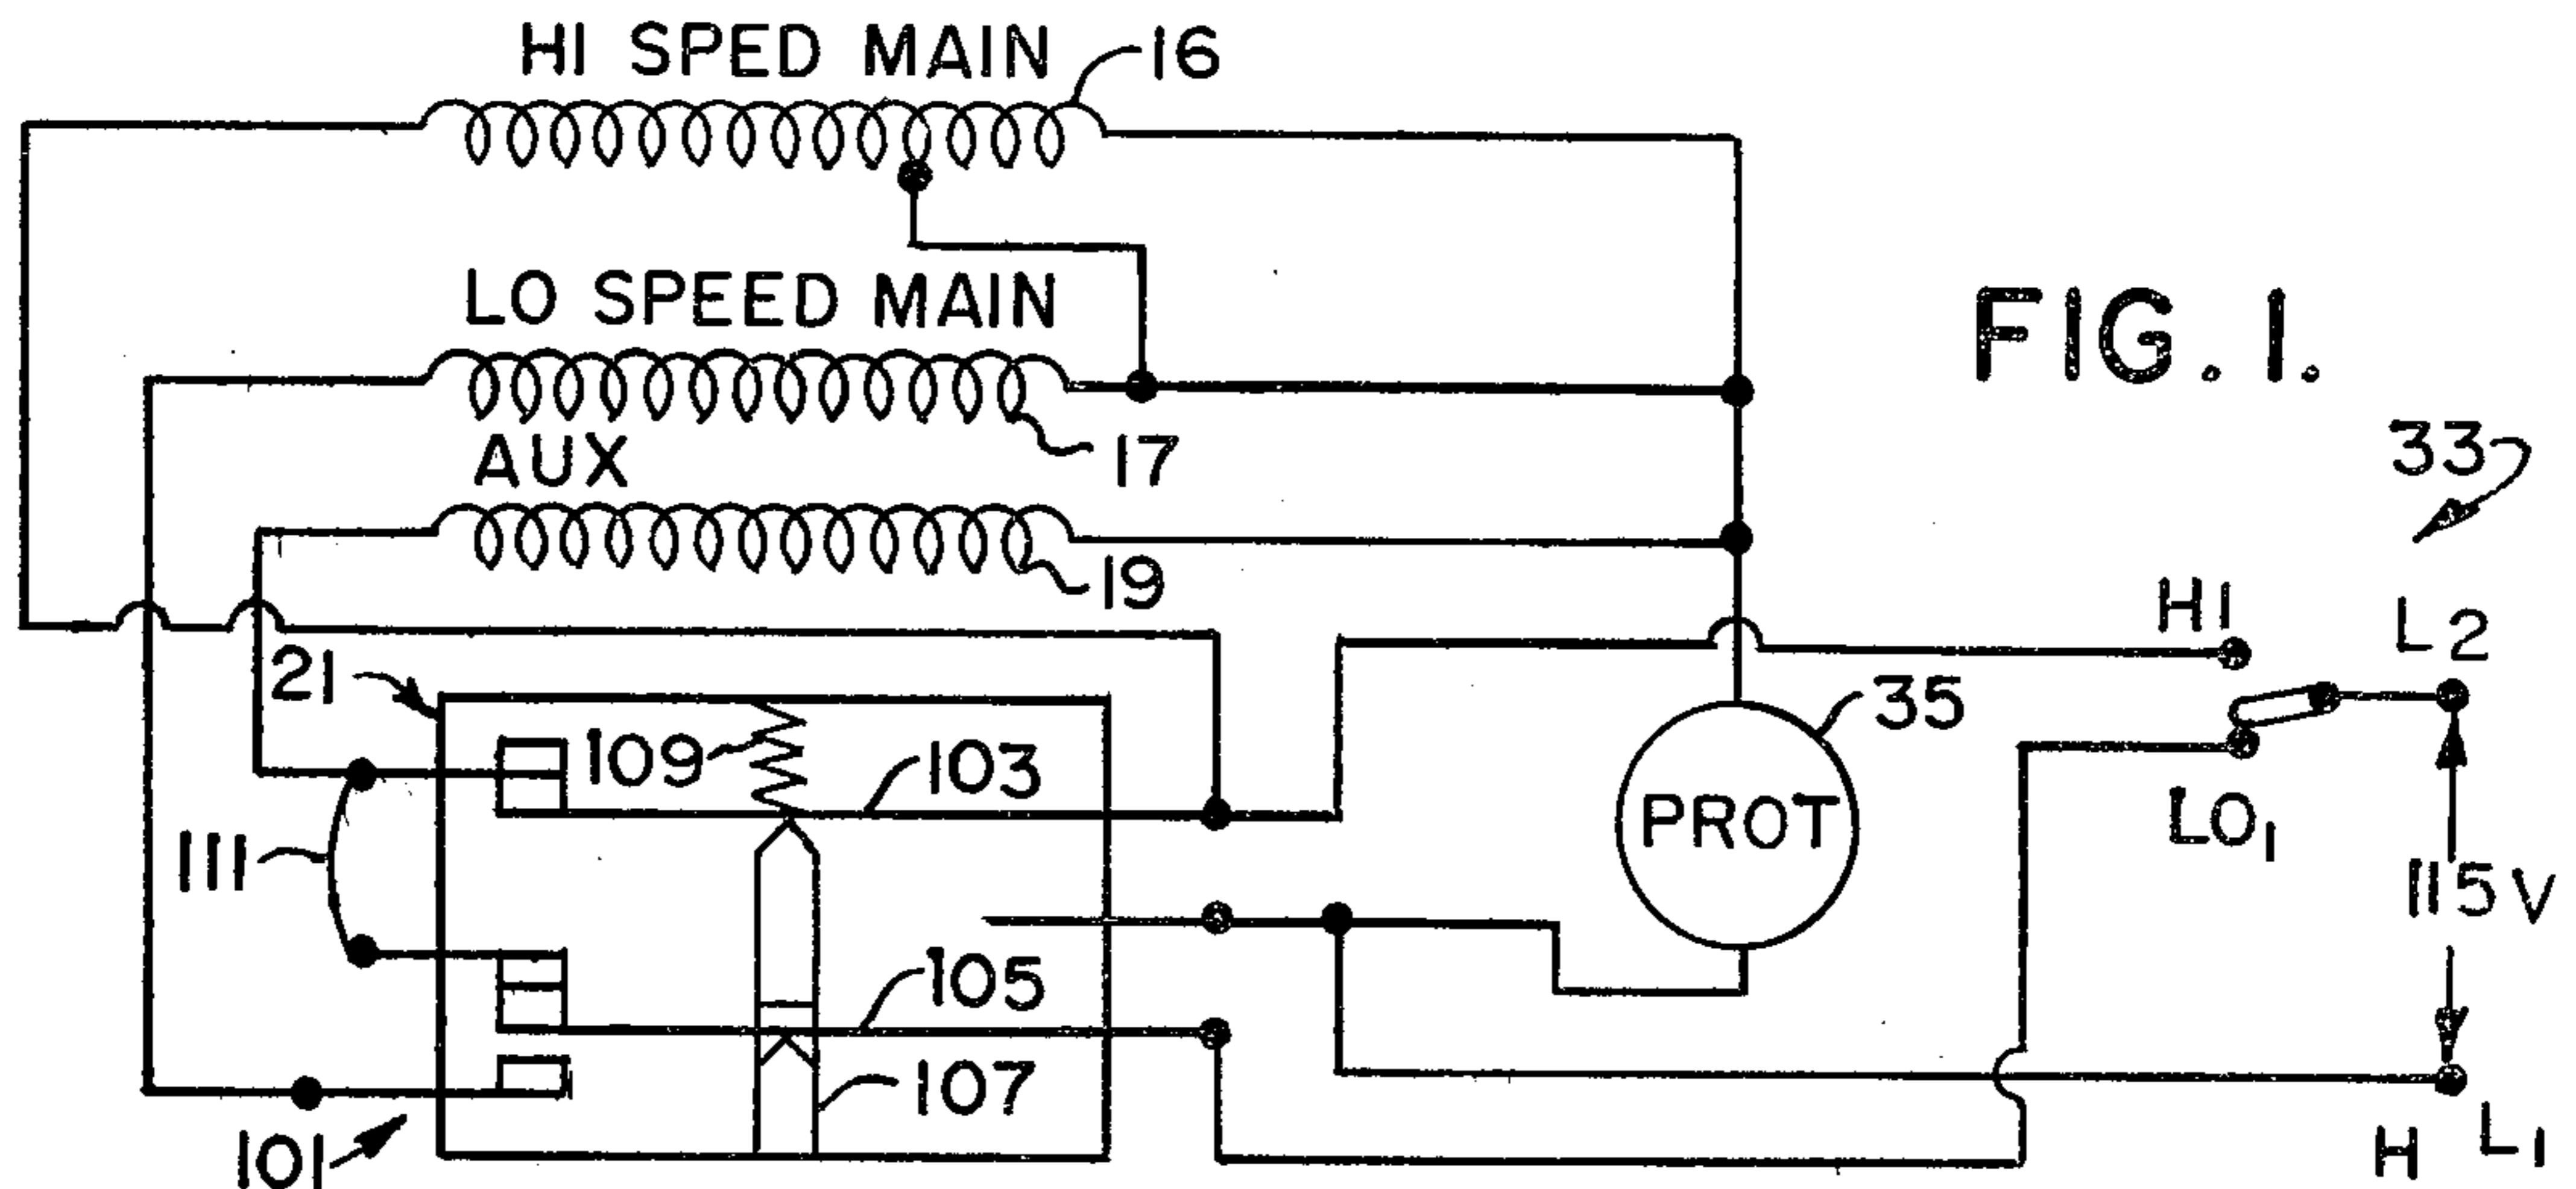 HI SPED MAIN
16
LO SPEED MAIN
FIG. 1.
17
AUX
33
19
HI
L2
21
35
109
103
PROT
LO1
111
115V
105
107
101
H
L1